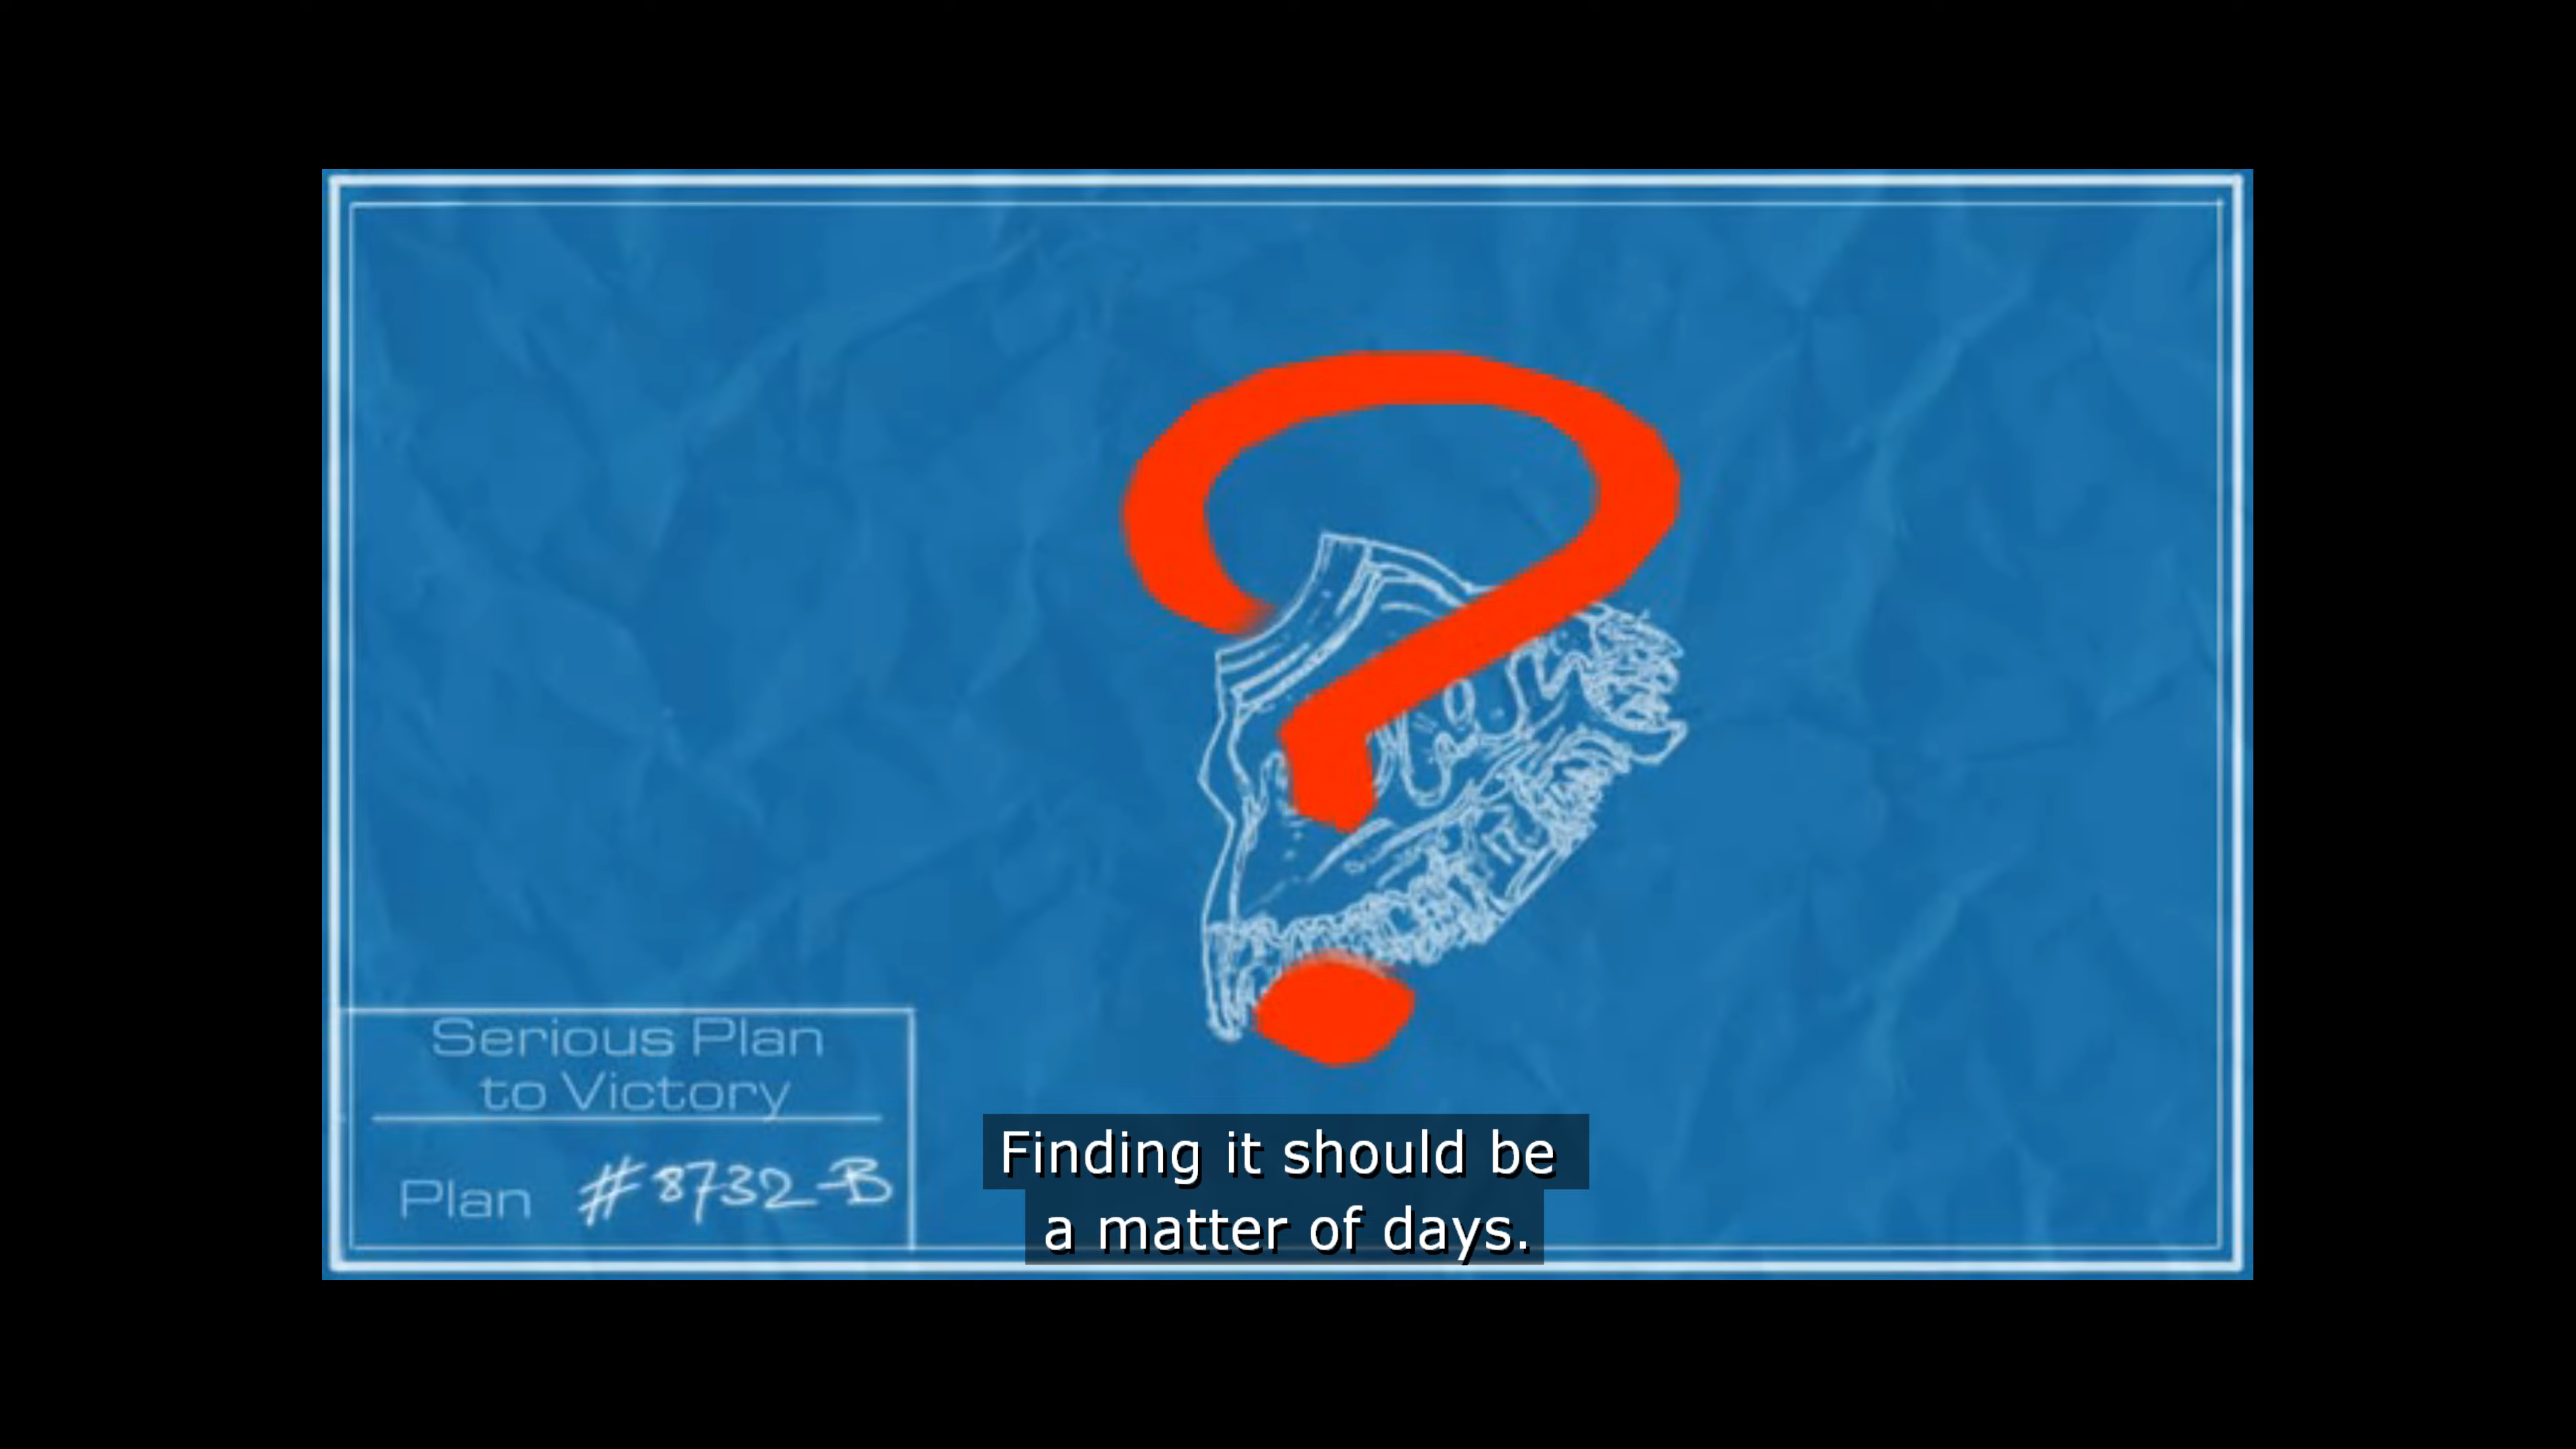 Serious Plan
to Victory
Plan #8732-B
Finding it should be
a matter of days.